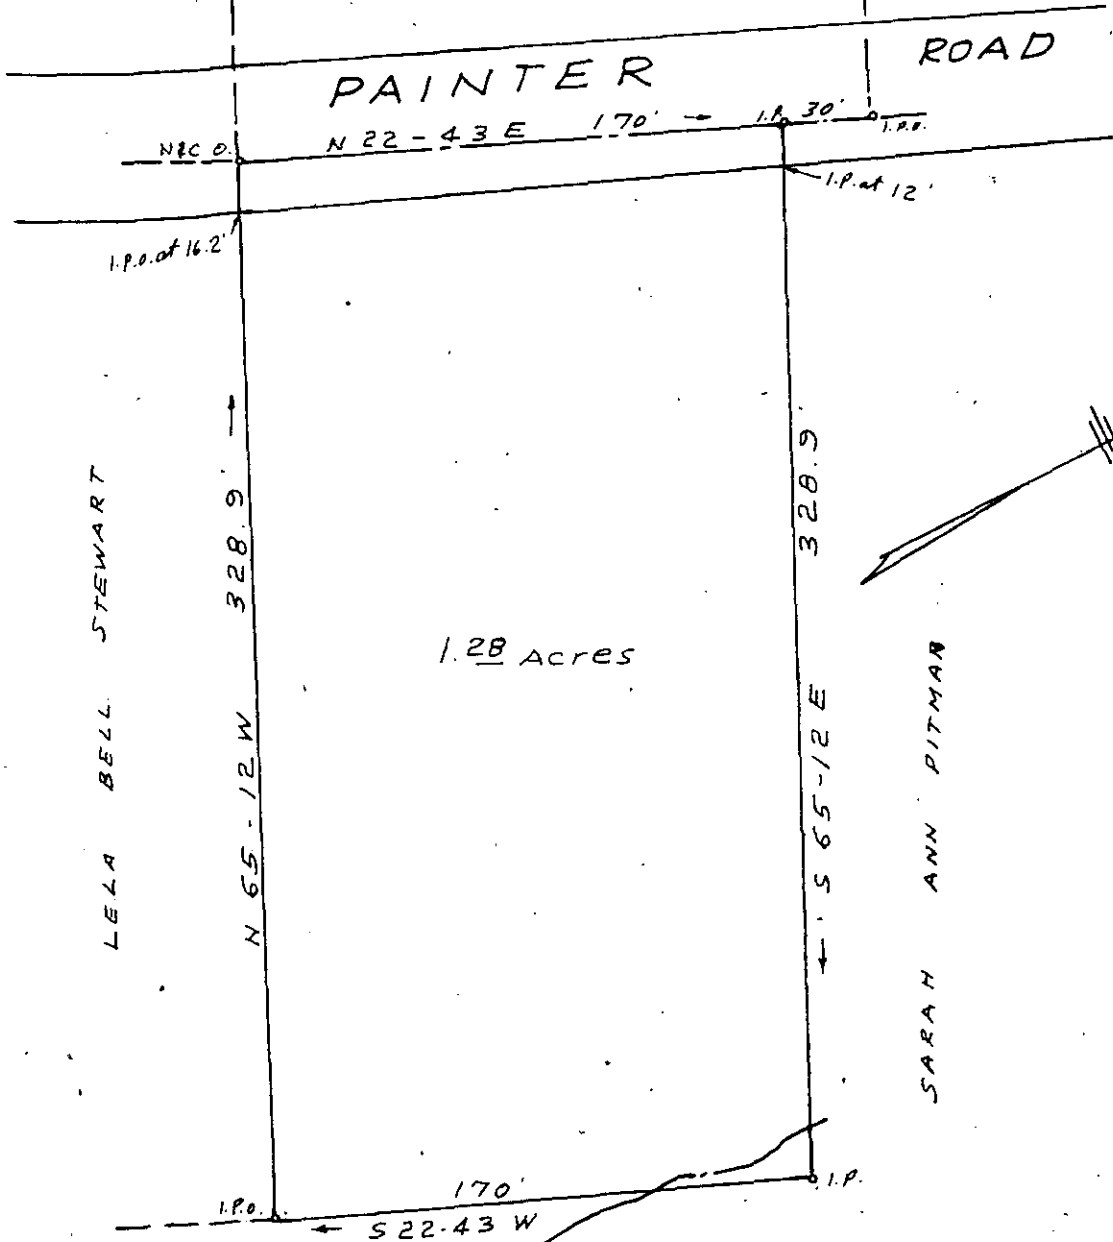 PAINTER ROAD
N&C O.
N 22 - 43 E 170'
I.P. 30'
I.P.O.
I.P. at 12'
I.P.O. at 16.2'
LELA BELL STEWART
N 65 - 12 W 328.9'
1.28 Acres
328.9'
S 65 - 12 E
SARAH ANN PITMAN
I.P.O.
170'
S 22 - 43 W
I.P.